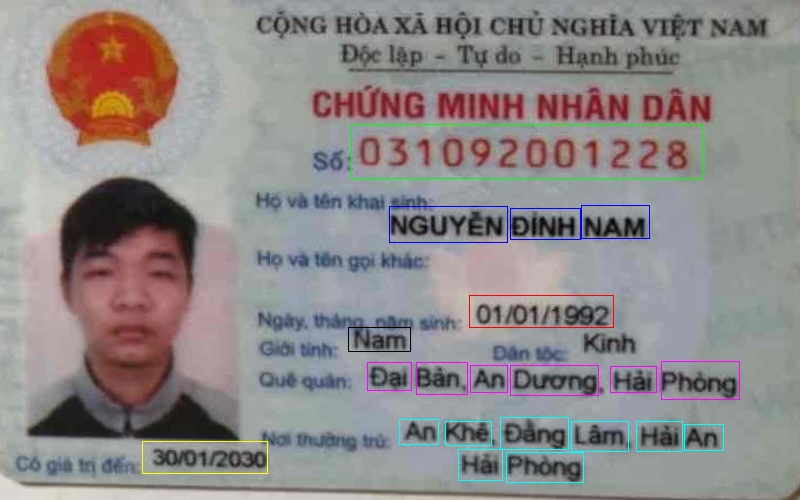 CỘNG HÒA XÃ HỘI CHỦ NGHĨA VIỆT NAM
Độc lập - Tự do - Hạnh phúc
CHỨNG MINH NHÂN DÂN
Số: 031092001228
Họ và tên khai sinh:
NGUYỄN ĐÌNH NAM
Họ và tên gọi khác:
Ngày, tháng, năm sinh: 01/01/1992
Giới tính: Nam Dân tộc: Kinh
Quê quán: Đại Bản, An Dương, Hải Phòng
Nơi thường trú: An Khê, Đằng Lâm, Hải An
Hải Phòng
Có giá trị đến: 30/01/2030